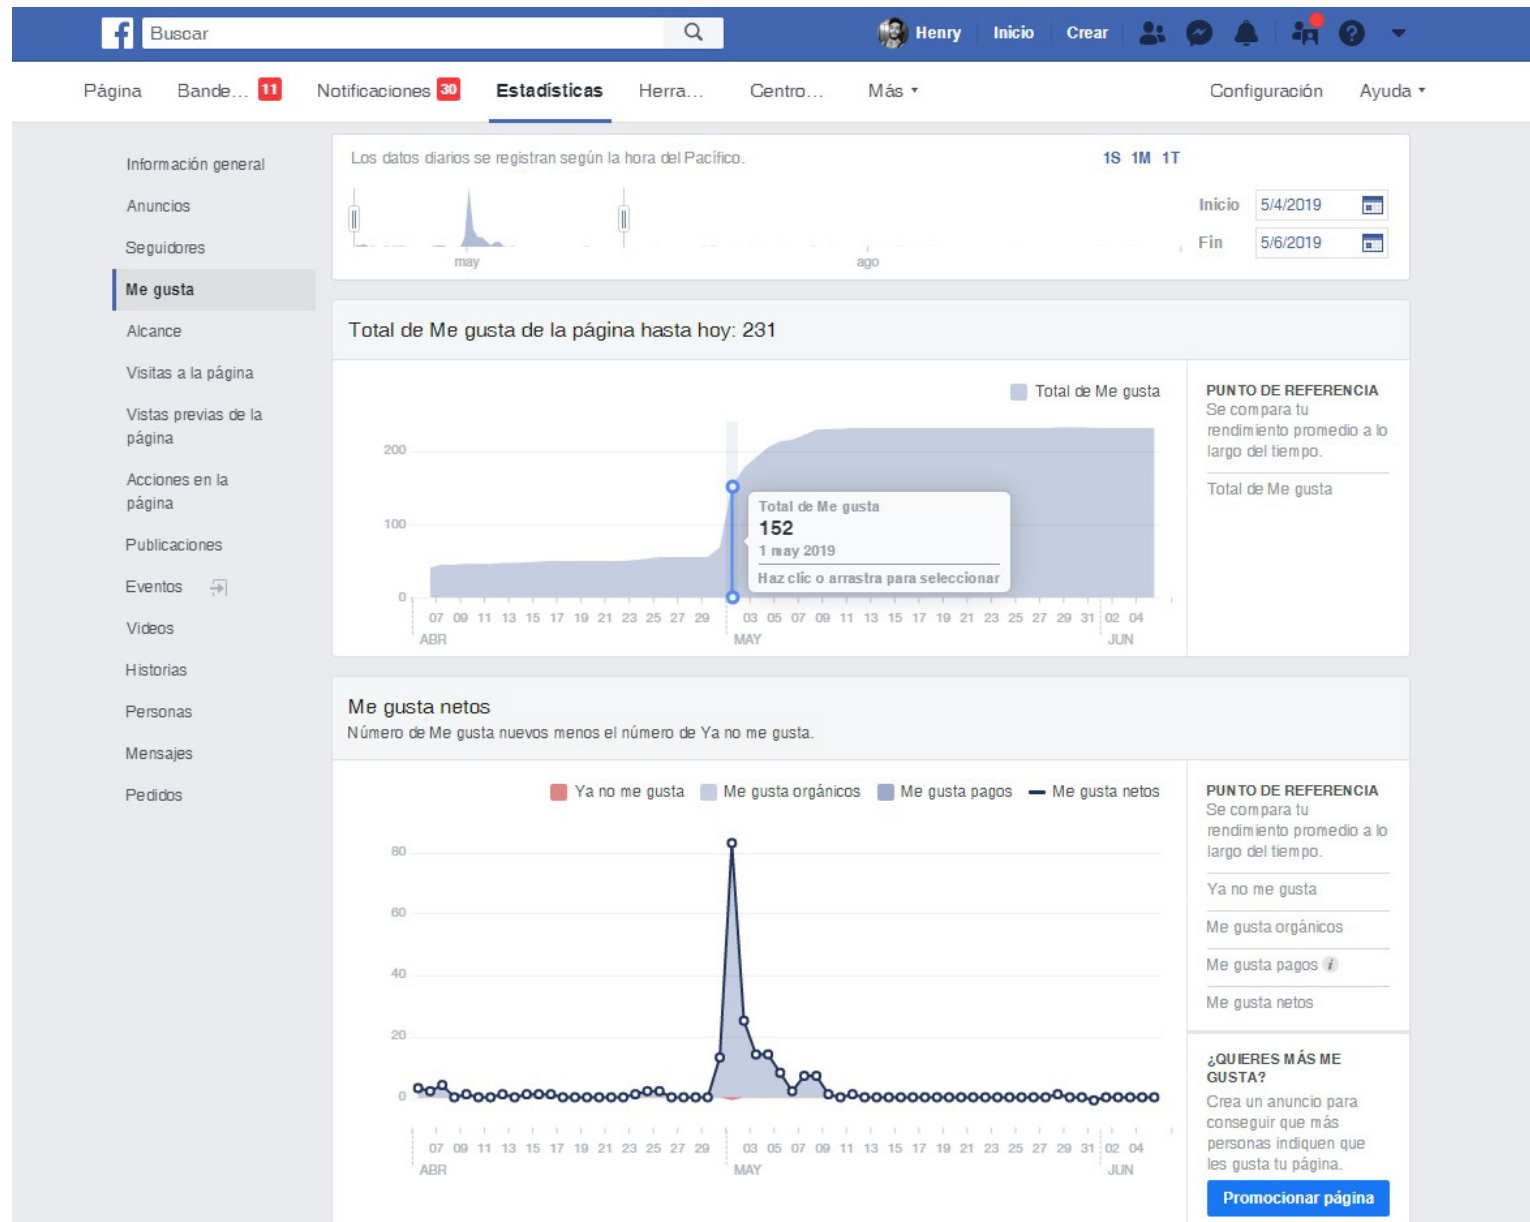 Buscar
Henry Inicio Crear
Página Bande... 11 Notificaciones 30 Estadísticas Herra... Centro... Más Configuración Ayuda
Información general
Anuncios
Seguidores
Me gusta
Alcance
Visitas a la página
Vistas previas de la
página
Acciones en la
página
Publicaciones
Eventos
Videos
Historias
Personas
Mensajes
Pedidos
Los datos diarios se registran según la hora del Pacífico.
1S 1M 1T
Inicio 5/4/2019
Fin 5/6/2019
may ago
Total de Me gusta de la página hasta hoy: 231
Total de Me gusta
200
100
0
Total de Me gusta
152
1 may 2019
Haz clic o arrastra para seleccionar
07 09 11 13 15 17 19 21 23 25 27 29 03 05 07 09 11 13 15 17 19 21 23 25 27 29 31 02 04
ABR MAY JUN
PUNTO DE REFERENCIA
Se compara tu
rendimiento promedio a lo
largo del tiempo.
Total de Me gusta
Me gusta netos
Número de Me gusta nuevos menos el número de Ya no me gusta.
Ya no me gusta Me gusta orgánicos Me gusta pagos Me gusta netos
80
60
40
20
0
07 09 11 13 15 17 19 21 23 25 27 29 03 05 07 09 11 13 15 17 19 21 23 25 27 29 31 02 04
ABR MAY JUN
PUNTO DE REFERENCIA
Se compara tu
rendimiento promedio a lo
largo del tiempo.
Ya no me gusta
Me gusta orgánicos
Me gusta pagos i
Me gusta netos
¿QUIERES MÁS ME
GUSTA?
Crea un anuncio para
conseguir que más
personas indiquen que
les gusta tu página.
Promocionar página